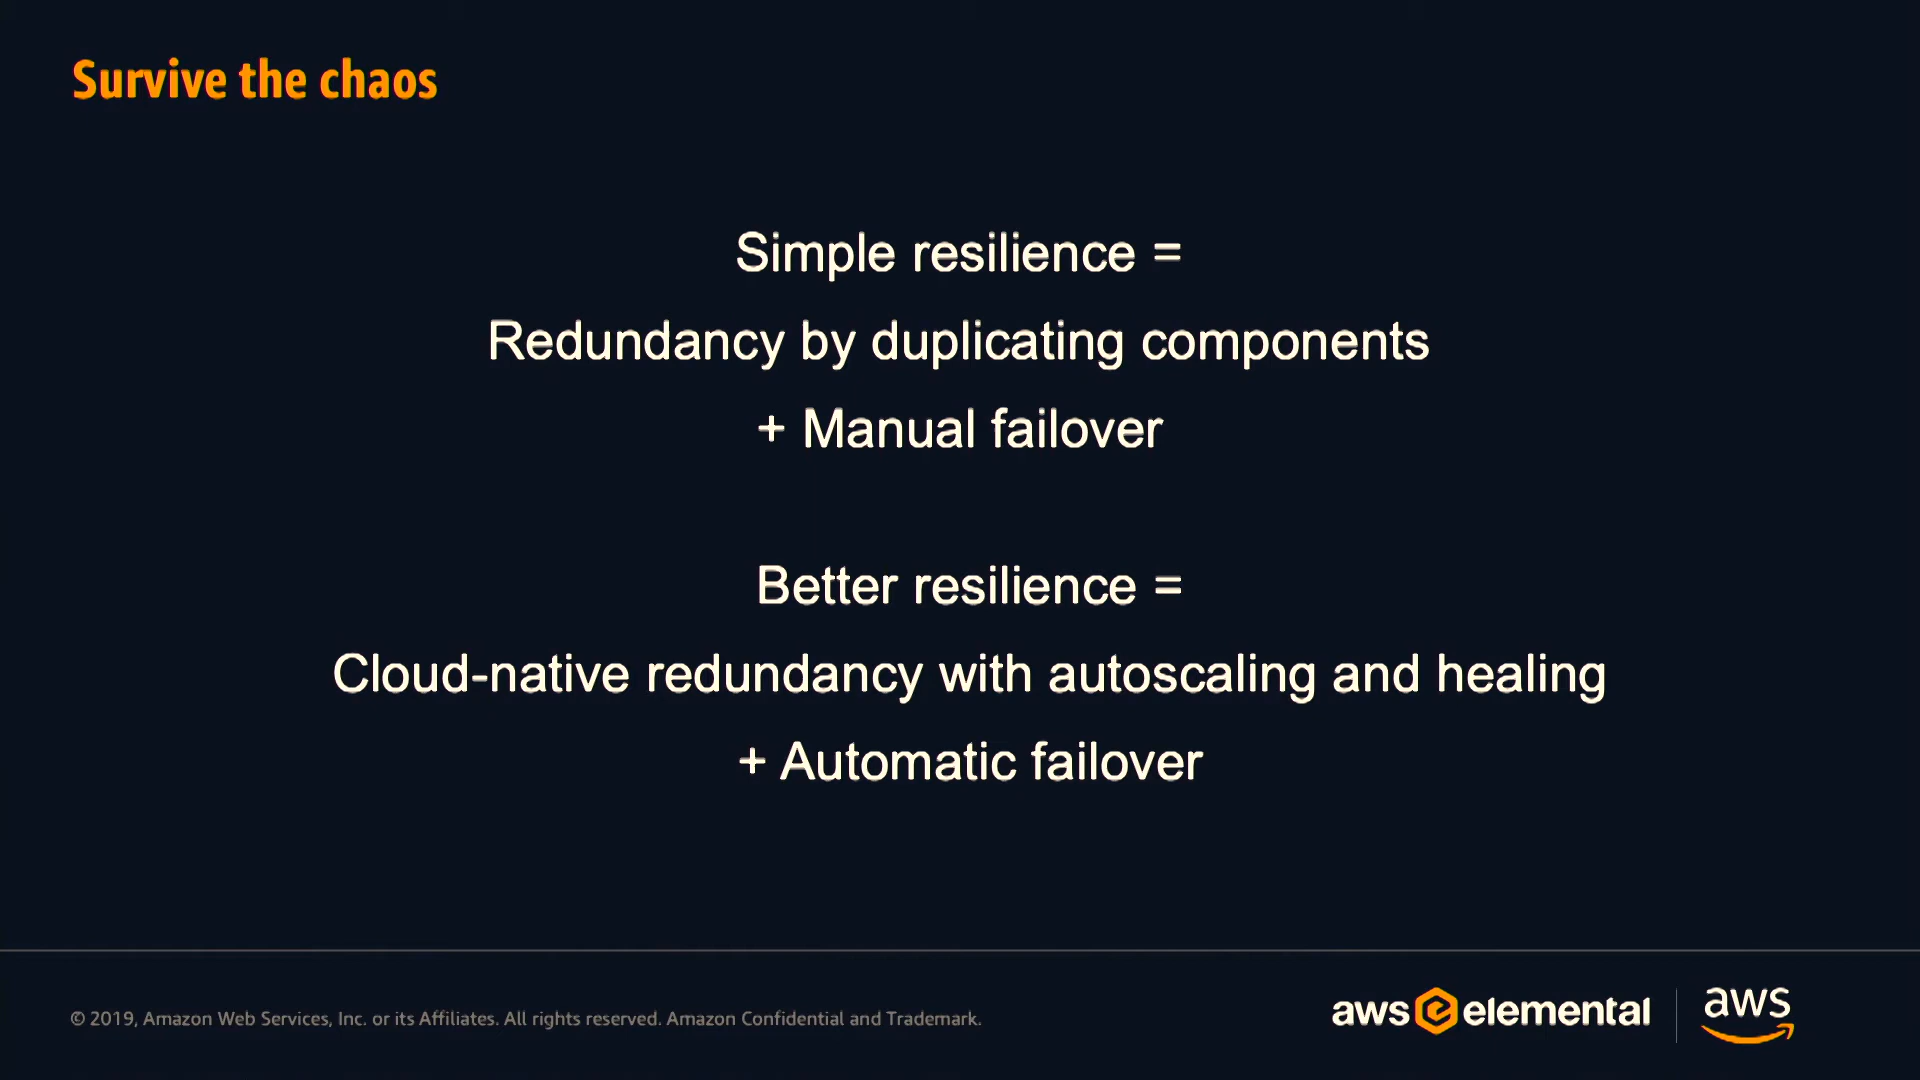 Survive the chaos
Simple resilience =
Redundancy by duplicating components
+ Manual failover
Better resilience =
Cloud-native redundancy with autoscaling and healing
+ Automatic failover
© 2019, Amazon Web Services, Inc. or its Affiliates. All rights reserved. Amazon Confidential and Trademark.
aws e elemental
aws